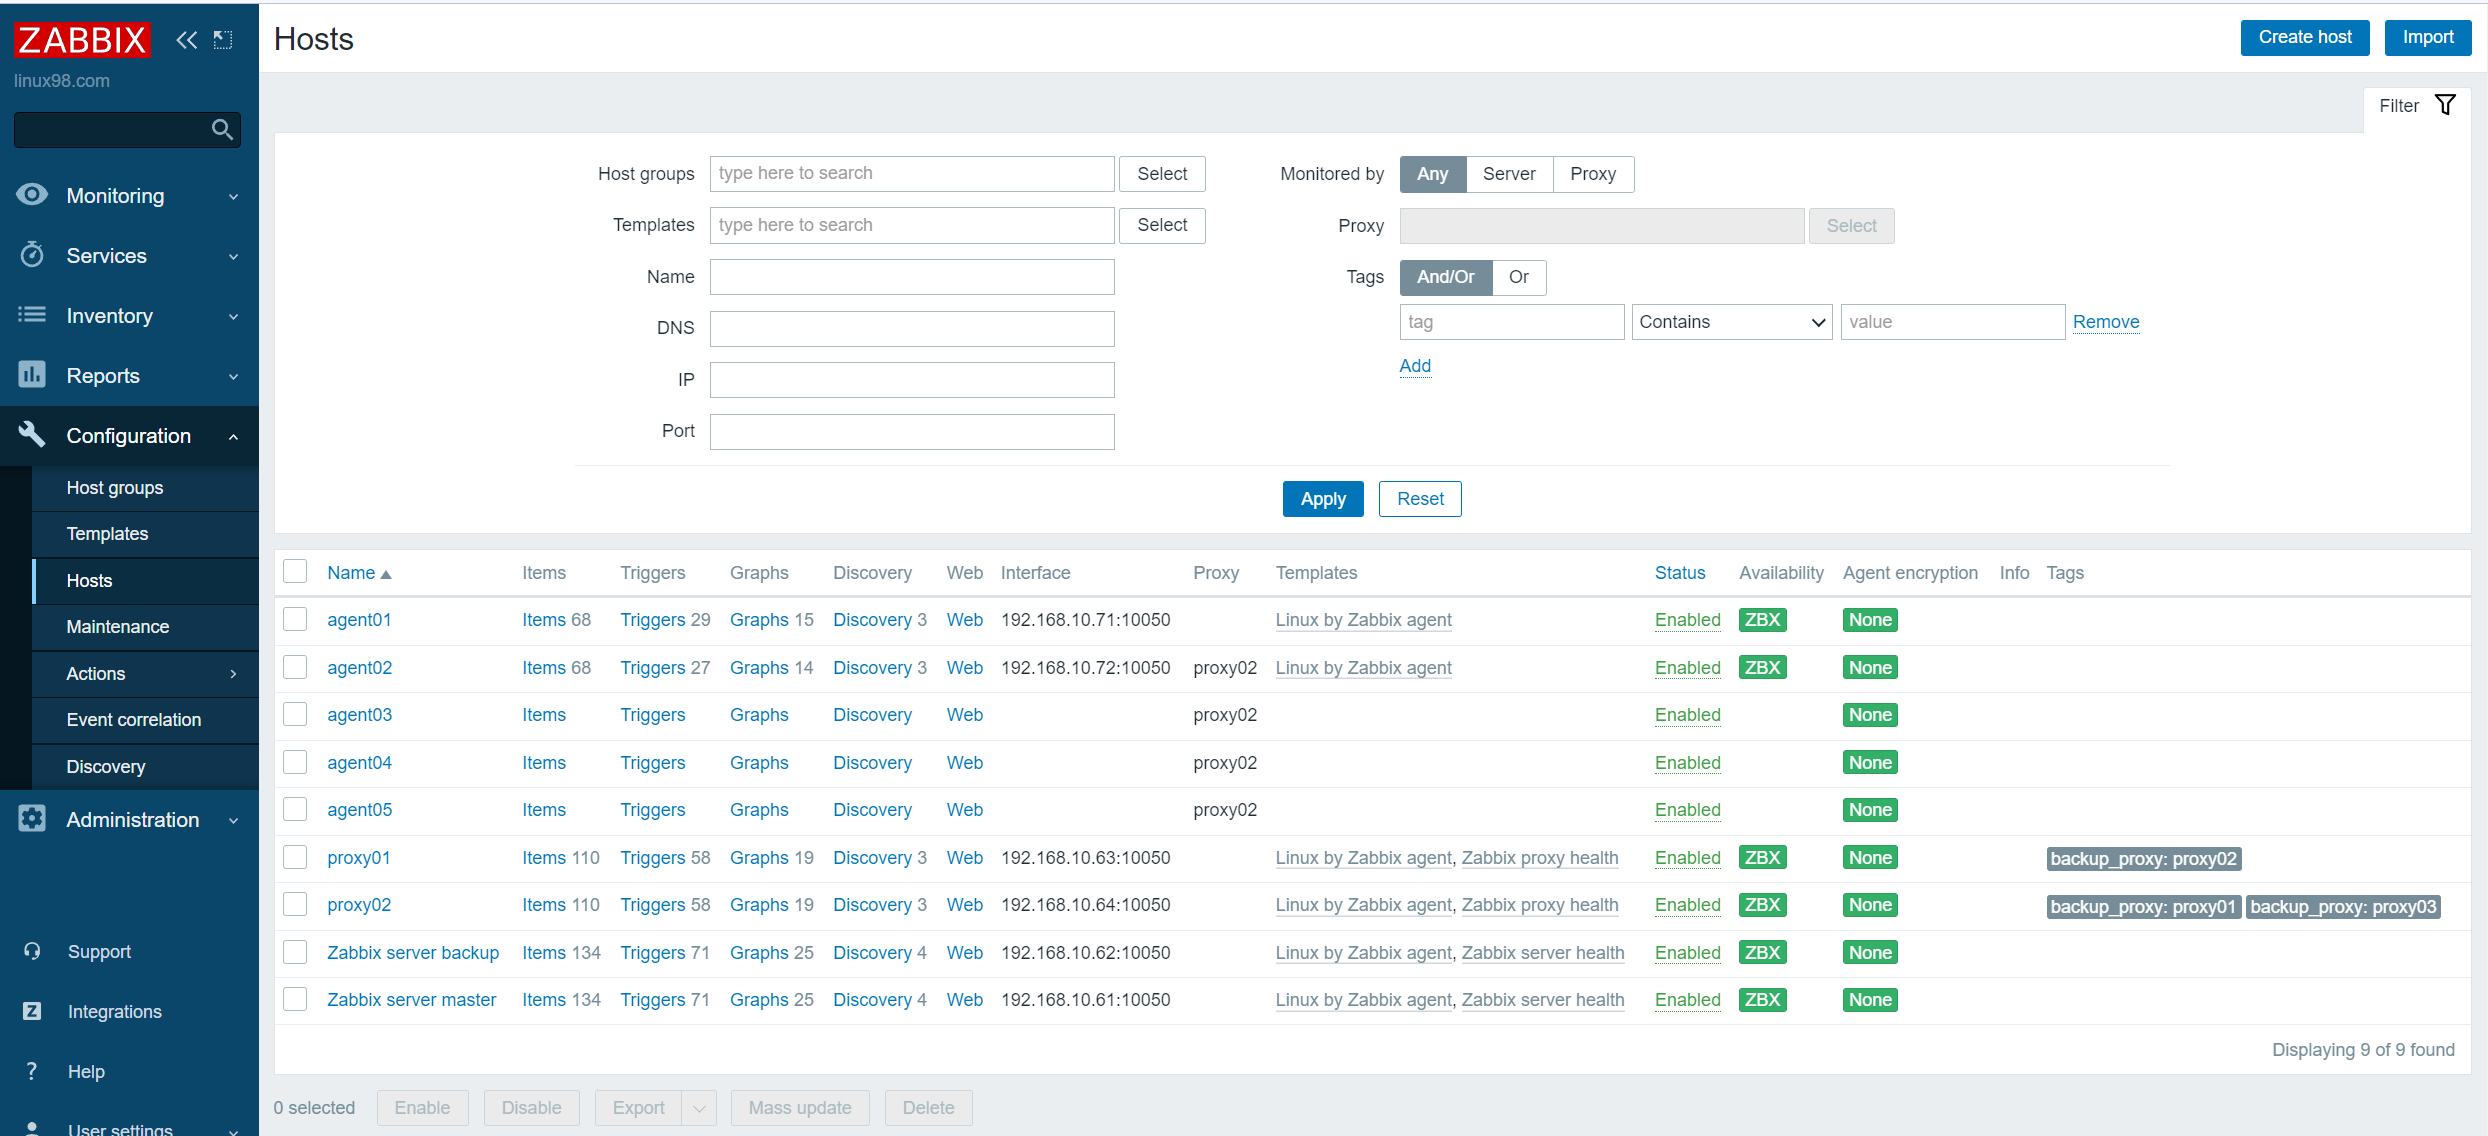 ZABBIX
linux98.com
Monitoring
Services
Inventory
Reports
Configuration
Host groups
Templates
Hosts
Maintenance
Actions
Event correlation
Discovery
Administration
Support
Integrations
Help
User settings
Hosts
Create host Import
Filter
Host groups type here to search Select
Templates type here to search Select
Name
DNS
IP
Port
Monitored by Any Server Proxy
Proxy Select
Tags And/Or Or
tag Contains value Remove
Add
Apply Reset
Name Items Triggers Graphs Discovery Web Interface Proxy Templates Status Availability Agent encryption Info Tags
agent01 Items 68 Triggers 29 Graphs 15 Discovery 3 Web 192.168.10.71:10050 Linux by Zabbix agent Enabled ZBX None
agent02 Items 68 Triggers 27 Graphs 14 Discovery 3 Web 192.168.10.72:10050 proxy02 Linux by Zabbix agent Enabled ZBX None
agent03 Items Triggers Graphs Discovery Web proxy02 Enabled None
agent04 Items Triggers Graphs Discovery Web proxy02 Enabled None
agent05 Items Triggers Graphs Discovery Web proxy02 Enabled None
proxy01 Items 110 Triggers 58 Graphs 19 Discovery 3 Web 192.168.10.63:10050 Linux by Zabbix agent, Zabbix proxy health Enabled ZBX None backup_proxy: proxy02
proxy02 Items 110 Triggers 58 Graphs 19 Discovery 3 Web 192.168.10.64:10050 Linux by Zabbix agent, Zabbix proxy health Enabled ZBX None backup_proxy: proxy01 backup_proxy: proxy03
Zabbix server backup Items 134 Triggers 71 Graphs 25 Discovery 4 Web 192.168.10.62:10050 Linux by Zabbix agent, Zabbix server health Enabled ZBX None
Zabbix server master Items 134 Triggers 71 Graphs 25 Discovery 4 Web 192.168.10.61:10050 Linux by Zabbix agent, Zabbix server health Enabled ZBX None
Displaying 9 of 9 found
0 selected Enable Disable Export Mass update Delete